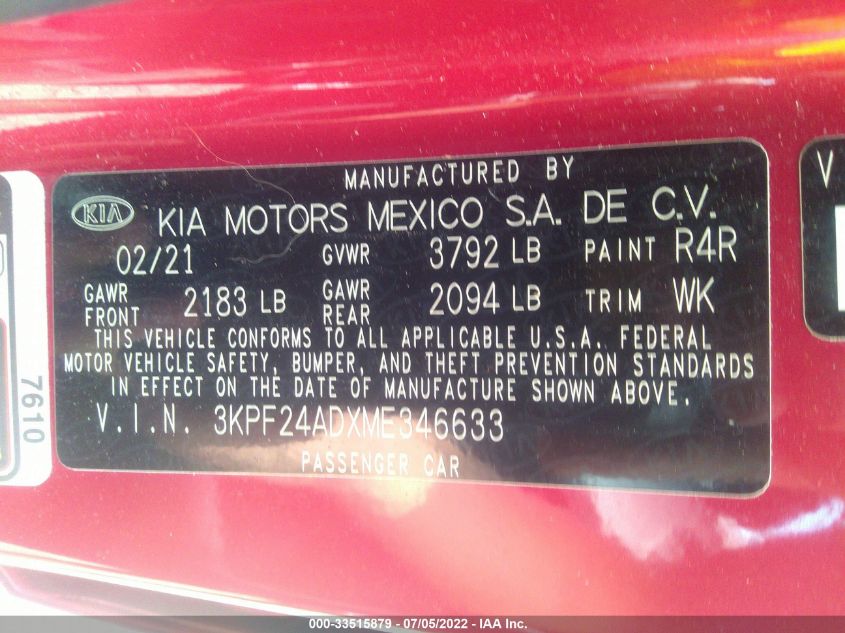 MANUFACTURED BY
KIA KIA MOTORS MEXICO S.A. DE C.V.
02/21 GVWR 3792 LB PAINT R4R
GAWR FRONT 2183 LB GAWR REAR 2094 LB TRIM WK
THIS VEHICLE CONFORMS TO ALL APPLICABLE U.S.A. FEDERAL
MOTOR VEHICLE SAFETY, BUMPER, AND THEFT PREVENTION STANDARDS
IN EFFECT ON THE DATE OF MANUFACTURE SHOWN ABOVE.
V.I.N. 3KPF24ADXME346633
PASSENGER CAR
7610
V
000-33515879 - 07/05/2022 - IAA Inc.